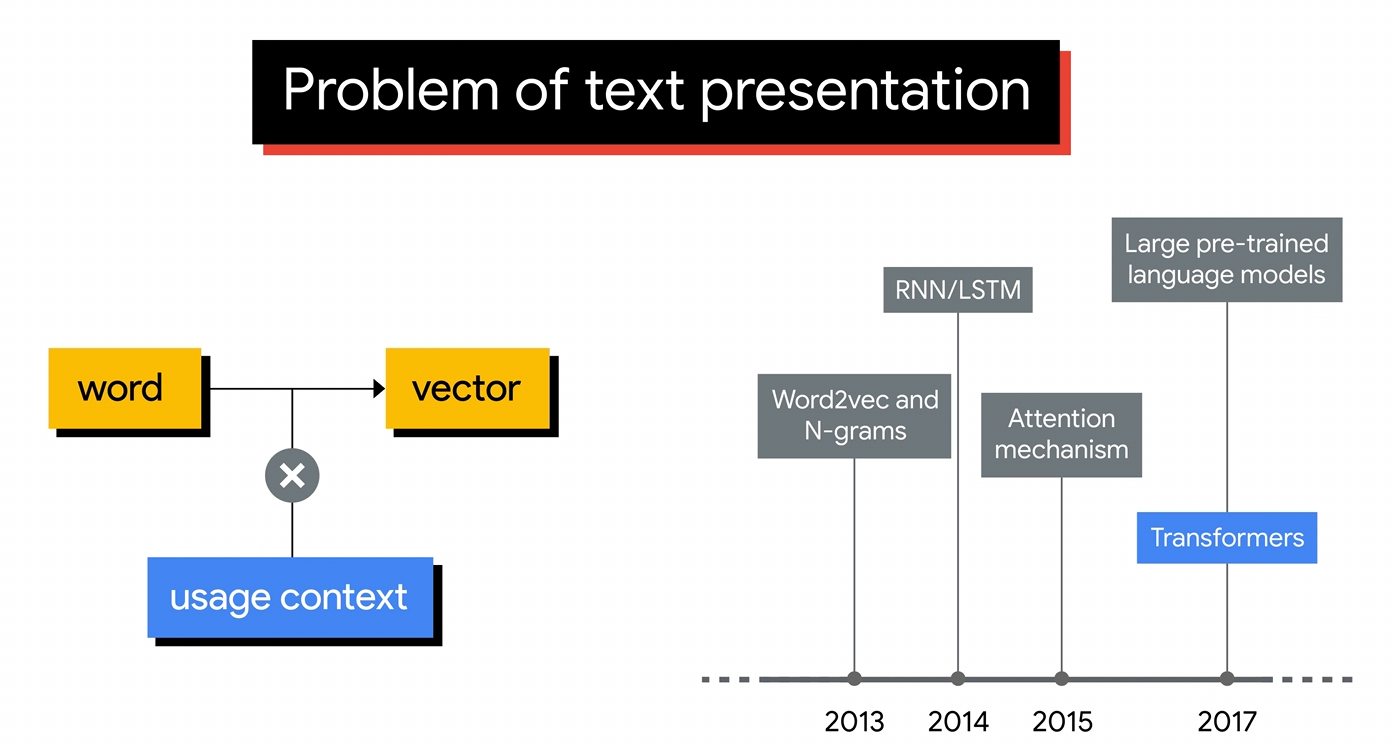 Problem of text presentation
word
vector
usage context
Large pre-trained
language models
RNN/LSTM
Word2vec and
N-grams
Attention
mechanism
Transformers
2013
2014
2015
2017